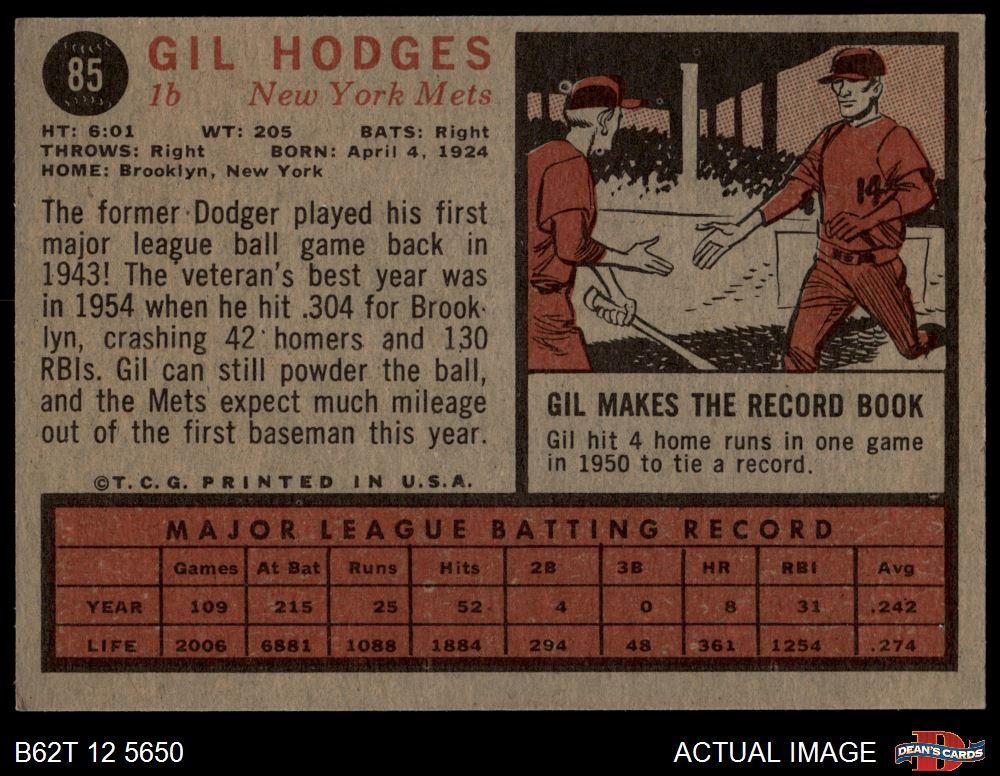 85
GIL HODGES
1b New York Mets
HT: 6:01 WT: 205 BATS: Right
THROWS: Right BORN: April 4, 1924
HOME: Brooklyn, New York
The former Dodger played his first
major league ball game back in
1943! The veteran's best year was
in 1954 when he hit .304 for Brook-
lyn, crashing 42 homers and 130
RBIs. Gil can still powder the ball,
and the Mets expect much mileage
out of the first baseman this year.
©T. C. G. PRINTED IN U.S.A.
14
GIL MAKES THE RECORD BOOK
Gil hit 4 home runs in one game
in 1950 to tie a record.
MAJOR LEAGUE BATTING RECORD
Games At Bat Runs Hits 2B 3B HR RBI Avg
YEAR 109 215 25 52 4 0 8 31 .242
LIFE 2006 6881 1088 1884 294 48 361 1254 .274
B62T 12 5650 ACTUAL IMAGE D DEAN'S CARDS